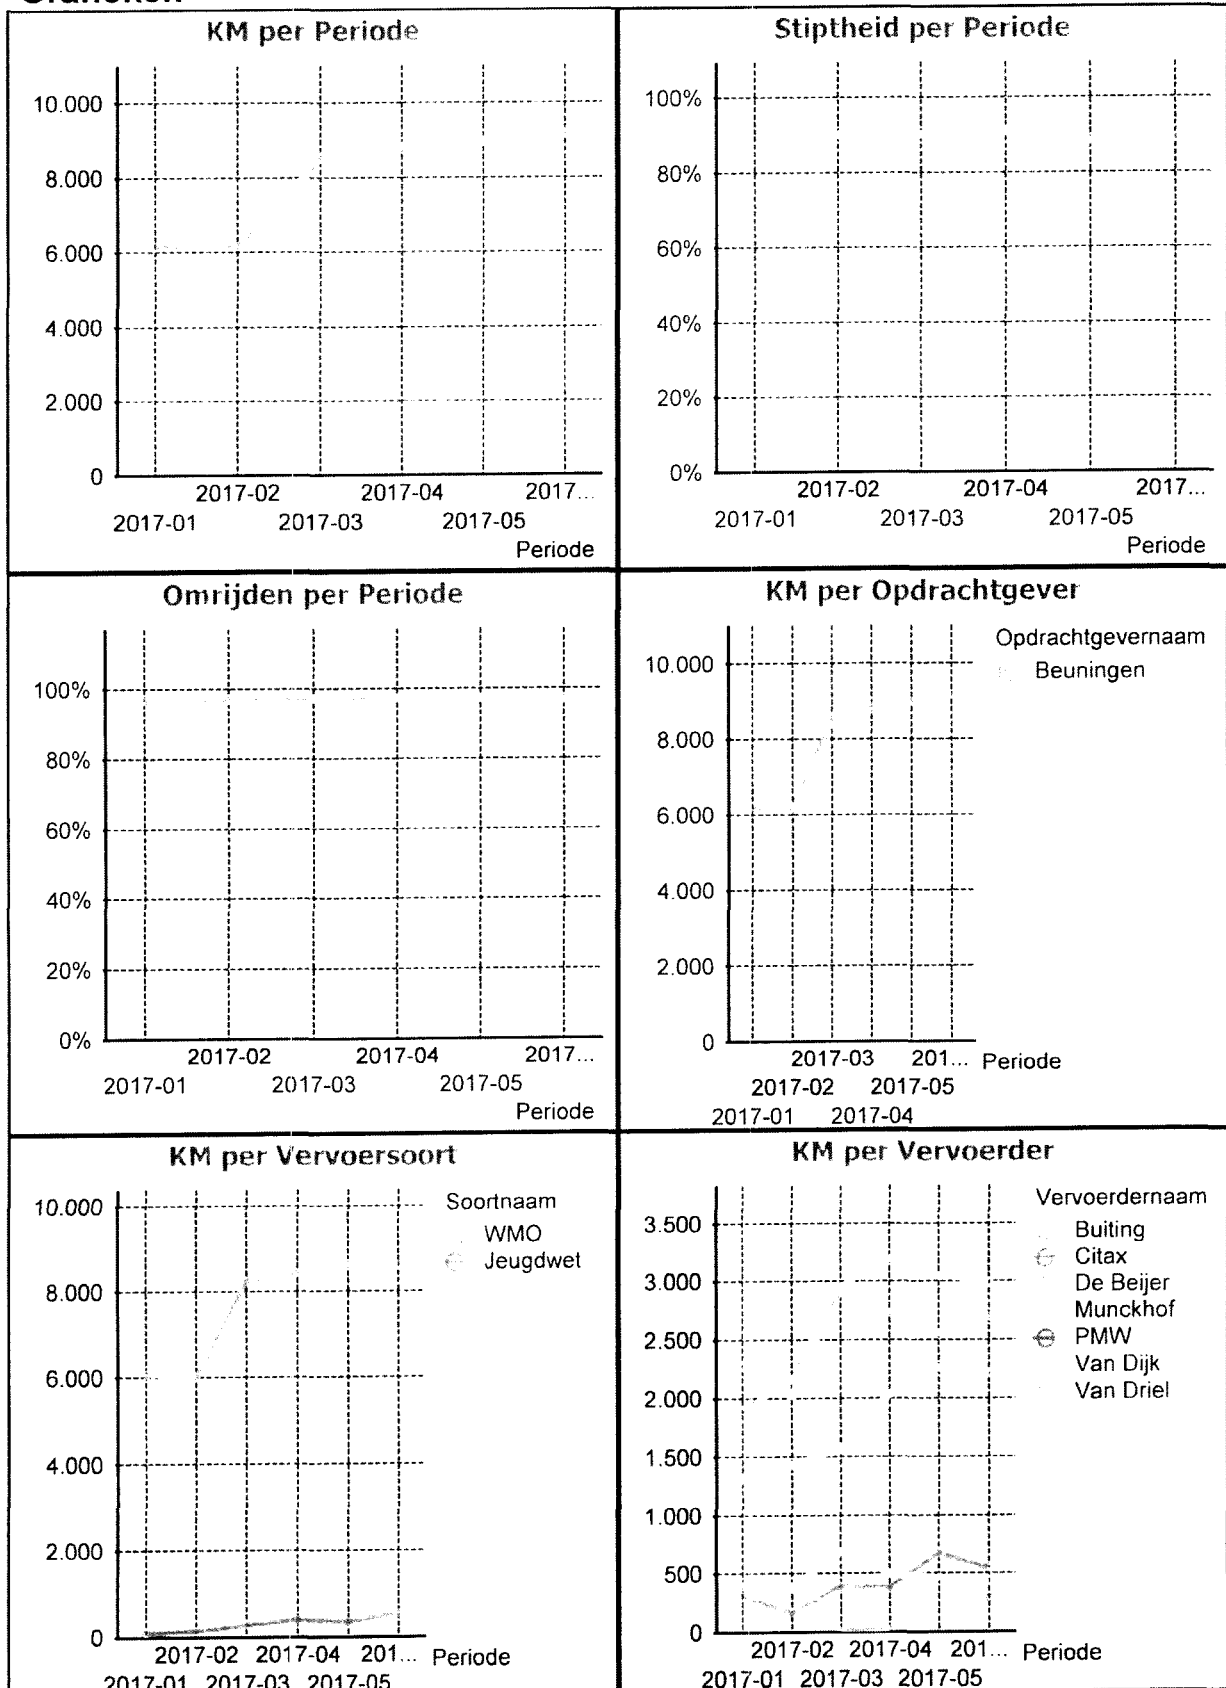 Grafieken
KM per Periode
10.000
8.000
6.000
4.000
2.000
0
2017-02 2017-04 2017...
2017-01 2017-03 2017-05
Periode
Stiptheid per Periode
100%
80%
60%
40%
20%
0%
2017-02 2017-04 2017...
2017-01 2017-03 2017-05
Periode
Omrijden per Periode
100%
80%
60%
40%
20%
0%
2017-02 2017-04 2017...
2017-01 2017-03 2017-05
Periode
KM per Opdrachtgever
Opdrachtgevernaam
Beuningen
10.000
8.000
6.000
4.000
2.000
0
2017-03 201... Periode
2017-02 2017-05
2017-01 2017-04
KM per Vervoersoort
Soortnaam
WMO
Jeugdwet
10.000
8.000
6.000
4.000
2.000
0
2017-02 2017-04 201... Periode
2017-01 2017-03 2017-05
KM per Vervoerder
Vervoerdernaam
Buiting
Citax
De Beijer
Munckhof
PMW
Van Dijk
Van Driel
3.500
3.000
2.500
2.000
1.500
1.000
500
0
2017-02 2017-04 201... Periode
2017-01 2017-03 2017-05